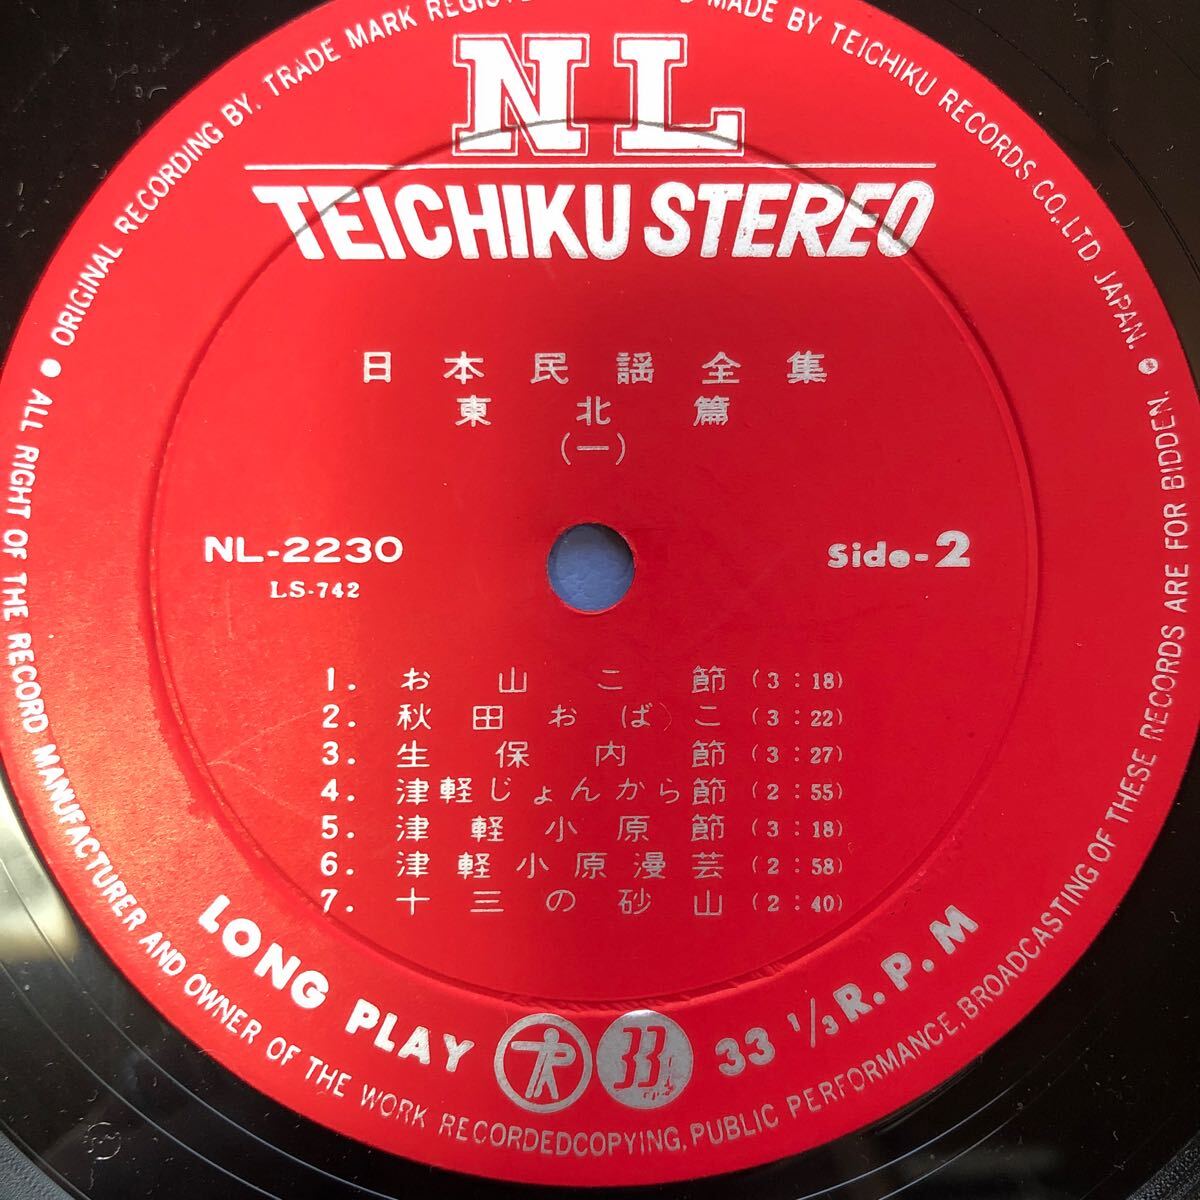 NL
TEICHIKU STEREO
日本民謡全集
東北篇
(一)
NL-2230
LS-742
Side-2
1. お山こ節 (3:18)
2. 秋田おばこ (3:22)
3. 生保内節 (3:27)
4. 津軽じょんから節 (2:55)
5. 津軽小原節 (3:18)
6. 津軽小原漫芸 (2:58)
7. 十三の砂山 (2:40)
LONG PLAY
33 1/3 R.P.M
ORIGINAL RECORDING BY. TRADE MARK MADE BY TEICHIKU RECORDS CO.,LTD JAPAN.
ALL RIGHT OF THE RECORD MANUFACTURER AND OWNER OF THE WORK RECORDEDCOPYING, PUBLIC PERFORMANCE, BROADCASTING OF THESE RECORDS ARE FOR BIDDEN.